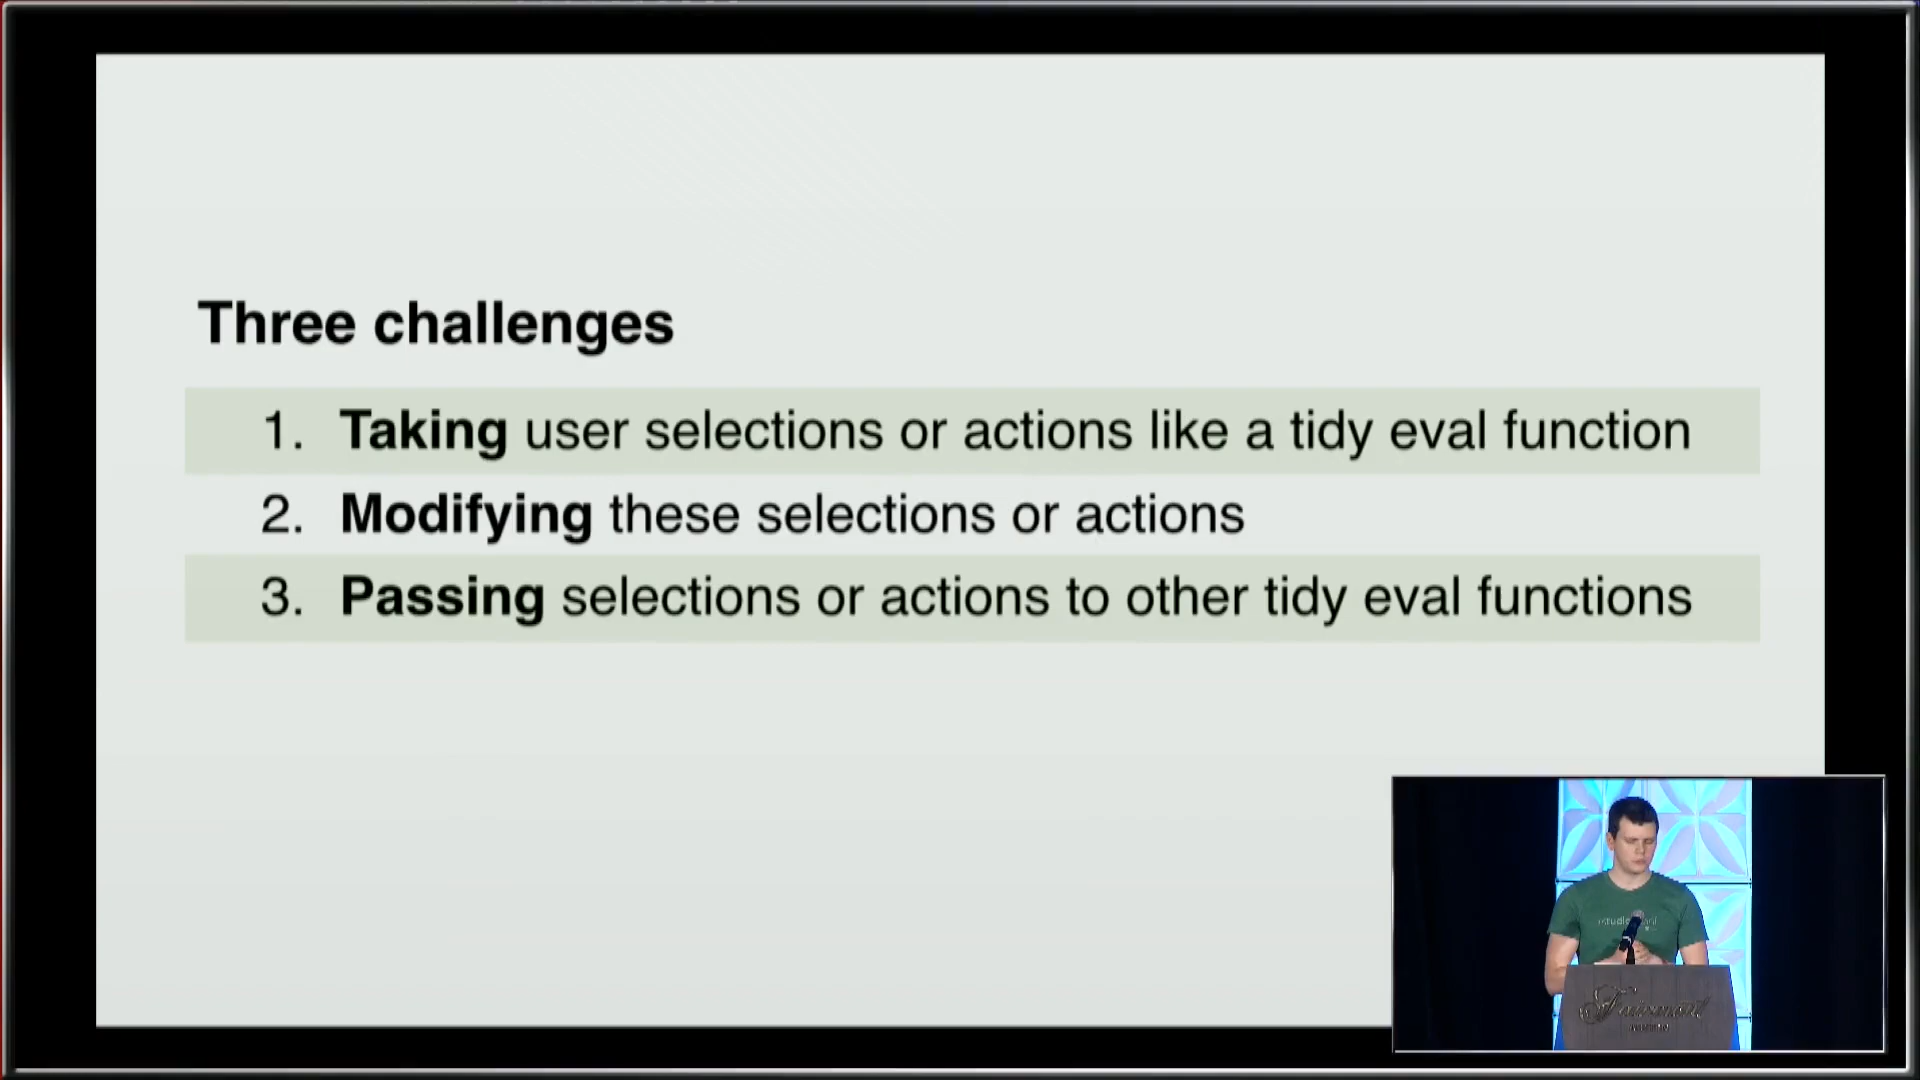 Three challenges
1. Taking user selections or actions like a tidy eval function
2. Modifying these selections or actions
3. Passing selections or actions to other tidy eval functions
Fairmont